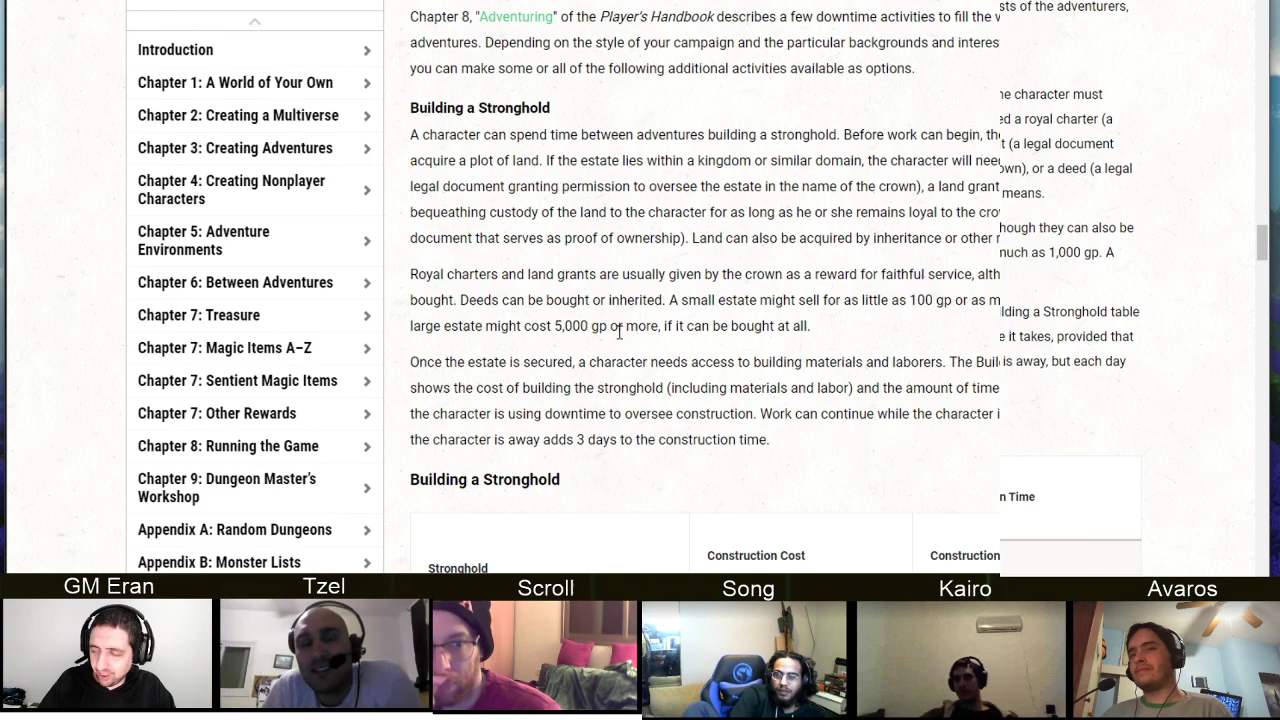 Introduction
Chapter 1: A World of Your Own
Chapter 2: Creating a Multiverse
Chapter 3: Creating Adventures
Chapter 4: Creating Nonplayer
Characters
Chapter 5: Adventure
Environments
Chapter 6: Between Adventures
Chapter 7: Treasure
Chapter 7: Magic Items A–Z
Chapter 7: Sentient Magic Items
Chapter 7: Other Rewards
Chapter 8: Running the Game
Chapter 9: Dungeon Master's
Workshop
Appendix A: Random Dungeons
Appendix B: Monster Lists
Chapter 8, "Adventuring" of the Player's Handbook describes a few downtime activities to fill the
adventures. Depending on the style of your campaign and the particular backgrounds and interes
you can make some or all of the following additional activities available as options.
Building a Stronghold
A character can spend time between adventures building a stronghold. Before work can begin, the
acquire a plot of land. If the estate lies within a kingdom or similar domain, the character will need
legal document granting permission to oversee the estate in the name of the crown), a land grant
bequeathing custody of the land to the character for as long as he or she remains loyal to the cro
document that serves as proof of ownership). Land can also be acquired by inheritance or other
Royal charters and land grants are usually given by the crown as a reward for faithful service, alth
bought. Deeds can be bought or inherited. A small estate might sell for as little as 100 gp or as m
large estate might cost 5,000 gp or more, if it can be bought at all.
Once the estate is secured, a character needs access to building materials and laborers. The Buil
shows the cost of building the stronghold (including materials and labor) and the amount of time
the character is using downtime to oversee construction. Work can continue while the character i
the character is away adds 3 days to the construction time.
Building a Stronghold
Stronghold
Construction Cost
Construction
sts of the adventurers,
he character must
ed a royal charter (a
t (a legal document
own), or a deed (a legal
means.
hough they can also be
much as 1,000 gp. A
lding a Stronghold table
e it takes, provided that
is away, but each day
n Time
GM Eran
Tzel
Scroll
Song
Kairo
Avaros